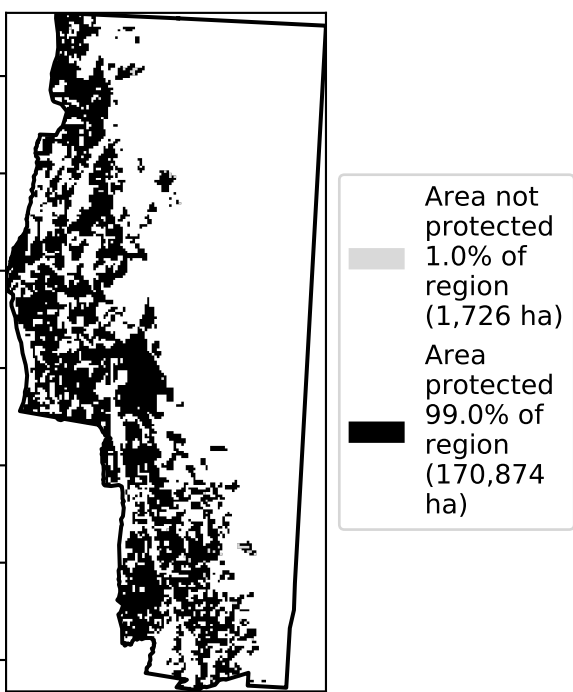 Area not
protected
1.0% of
region
(1,726 ha)
Area
protected
99.0% of
region
(170,874
ha)